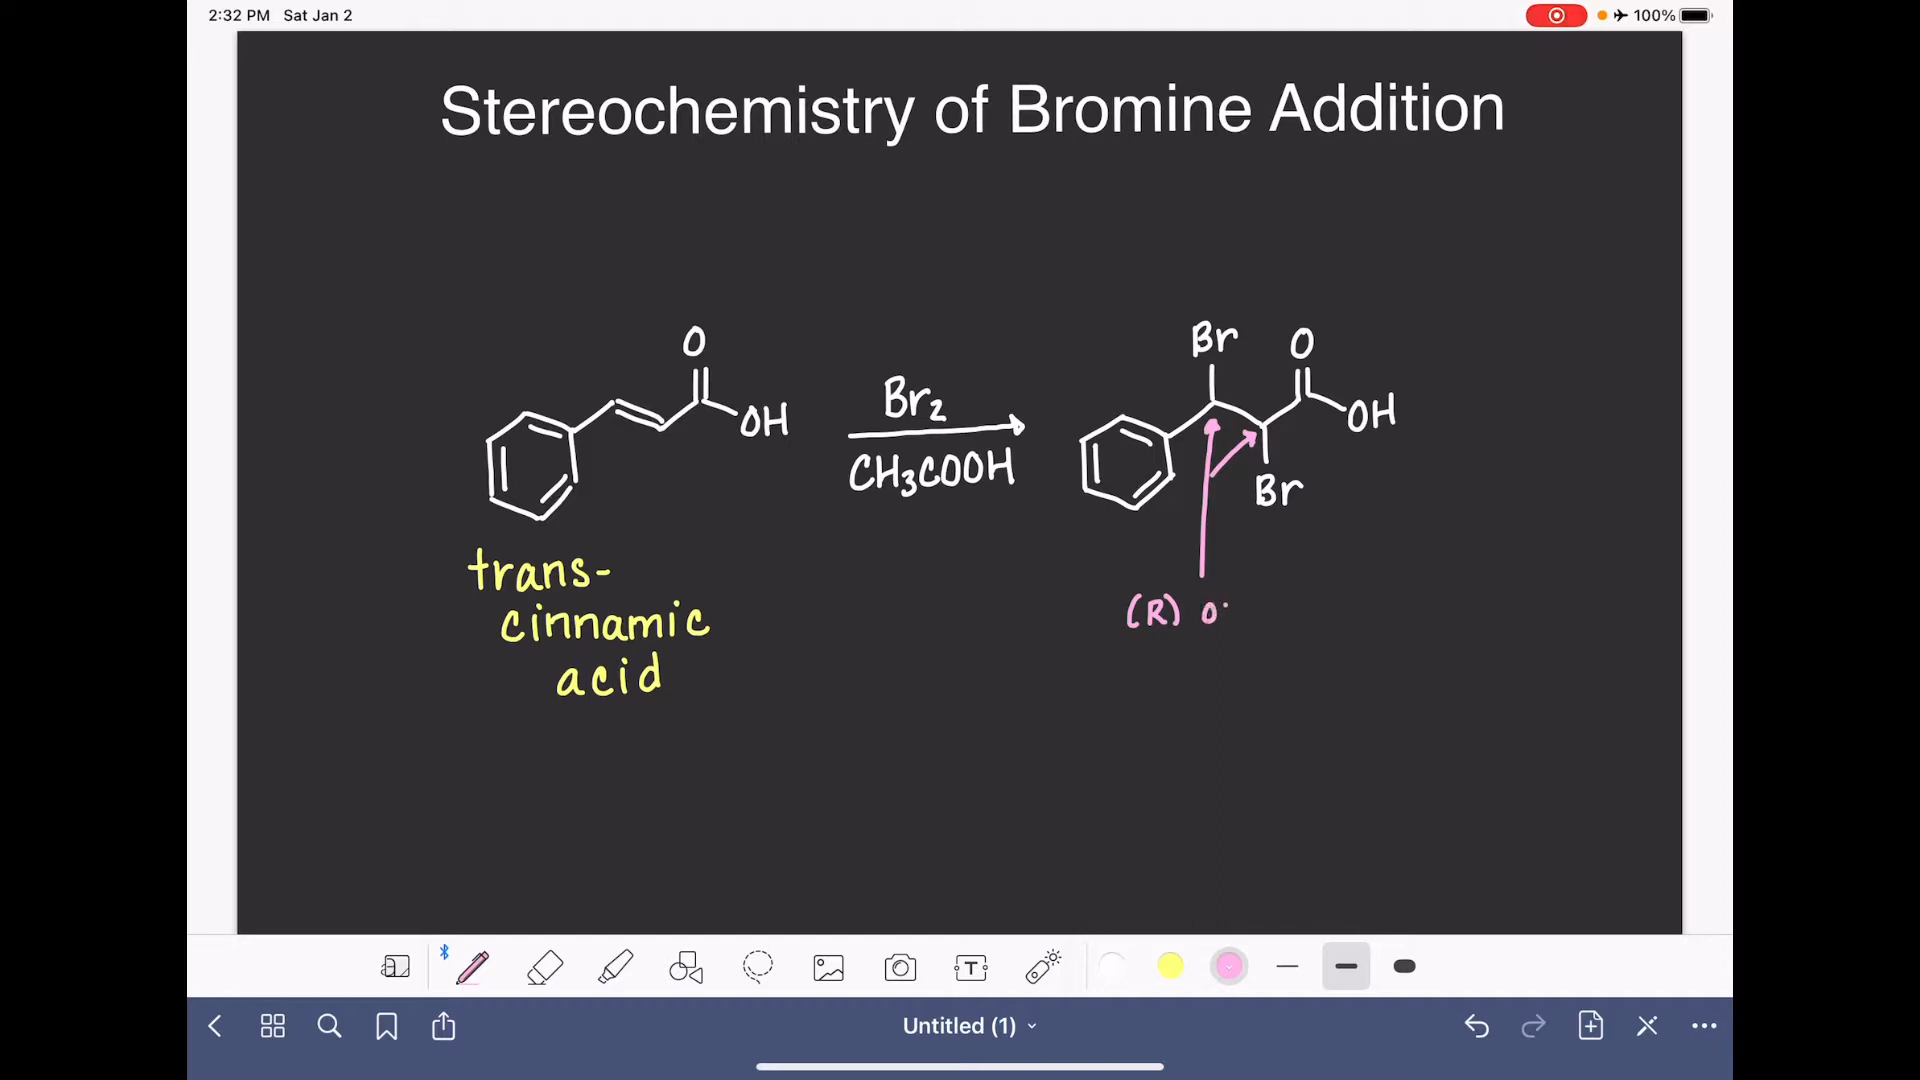 2:32 PM Sat Jan 2
100%
Stereochemistry of Bromine Addition
O
OH
Br₂
CH₃COOH
Br
O
OH
Br
trans-
cinnamic
acid
(R) o
T
Untitled (1)